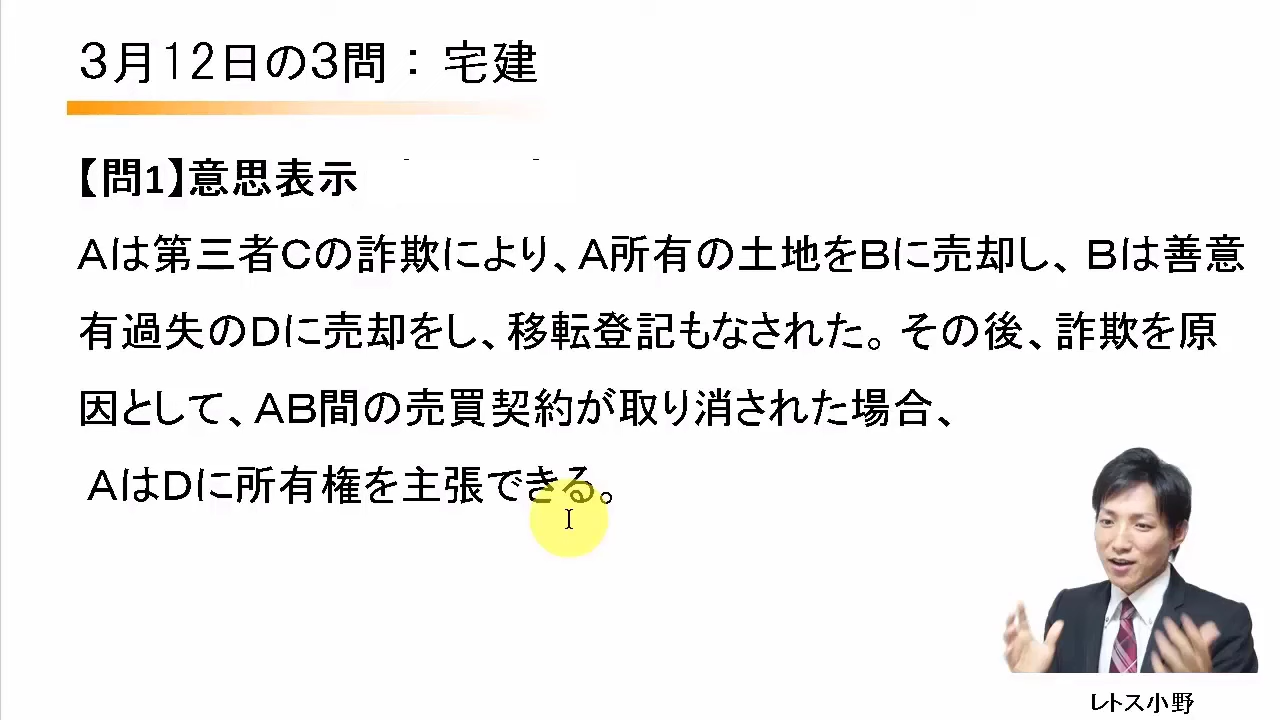 ３月12日の３問：宅建
【問1】意思表示
Aは第三者Cの詐欺により、A所有の土地をBに売却し、Bは善意
有過失のDに売却をし、移転登記もなされた。その後、詐欺を原
因として、AB間の売買契約が取り消された場合、
AはDに所有権を主張できる。
レトス小野